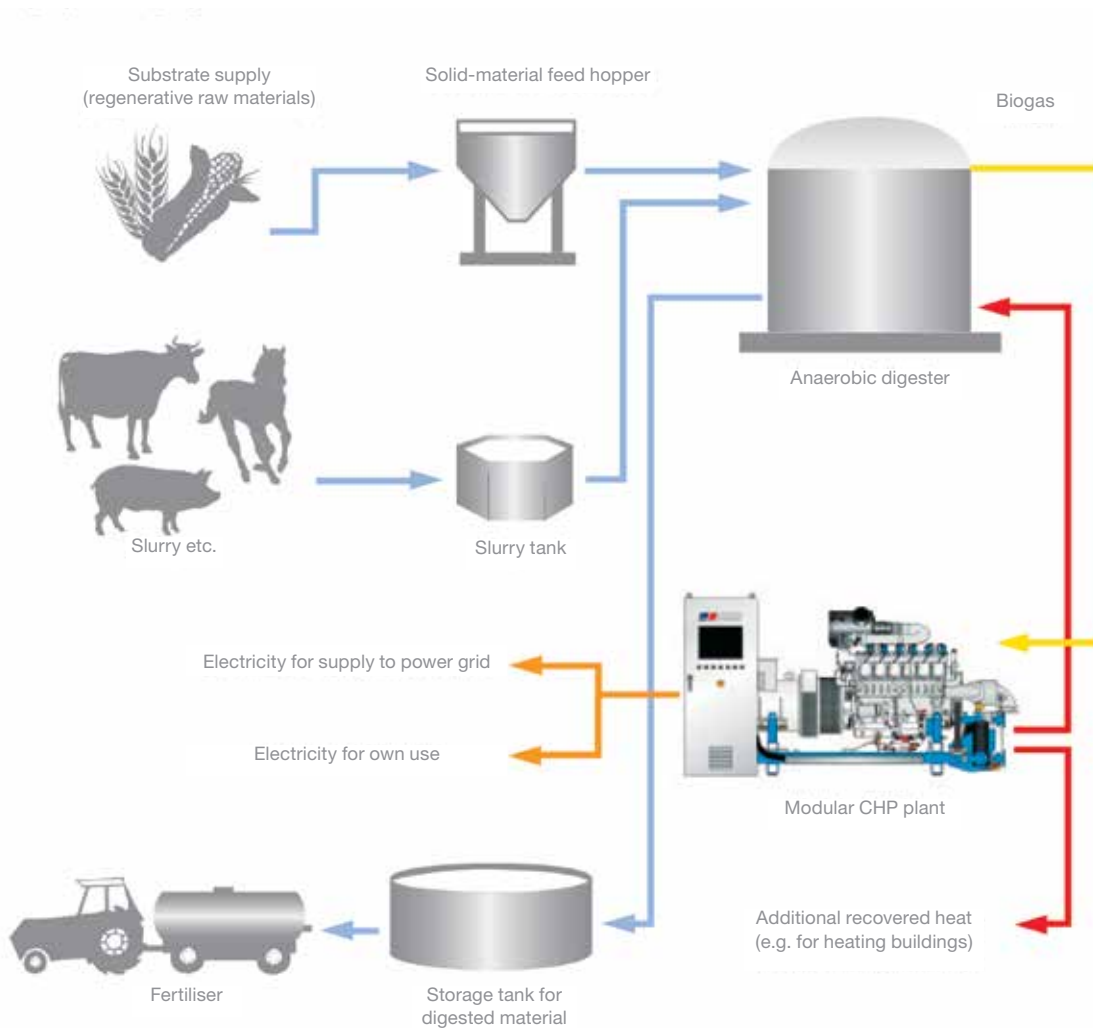 Substrate supply
(regenerative raw materials)
Solid-material feed hopper
Biogas
Anaerobic digester
Slurry etc.
Slurry tank
Electricity for supply to power grid
Electricity for own use
Modular CHP plant
Additional recovered heat
(e.g. for heating buildings)
Fertiliser
Storage tank for
digested material